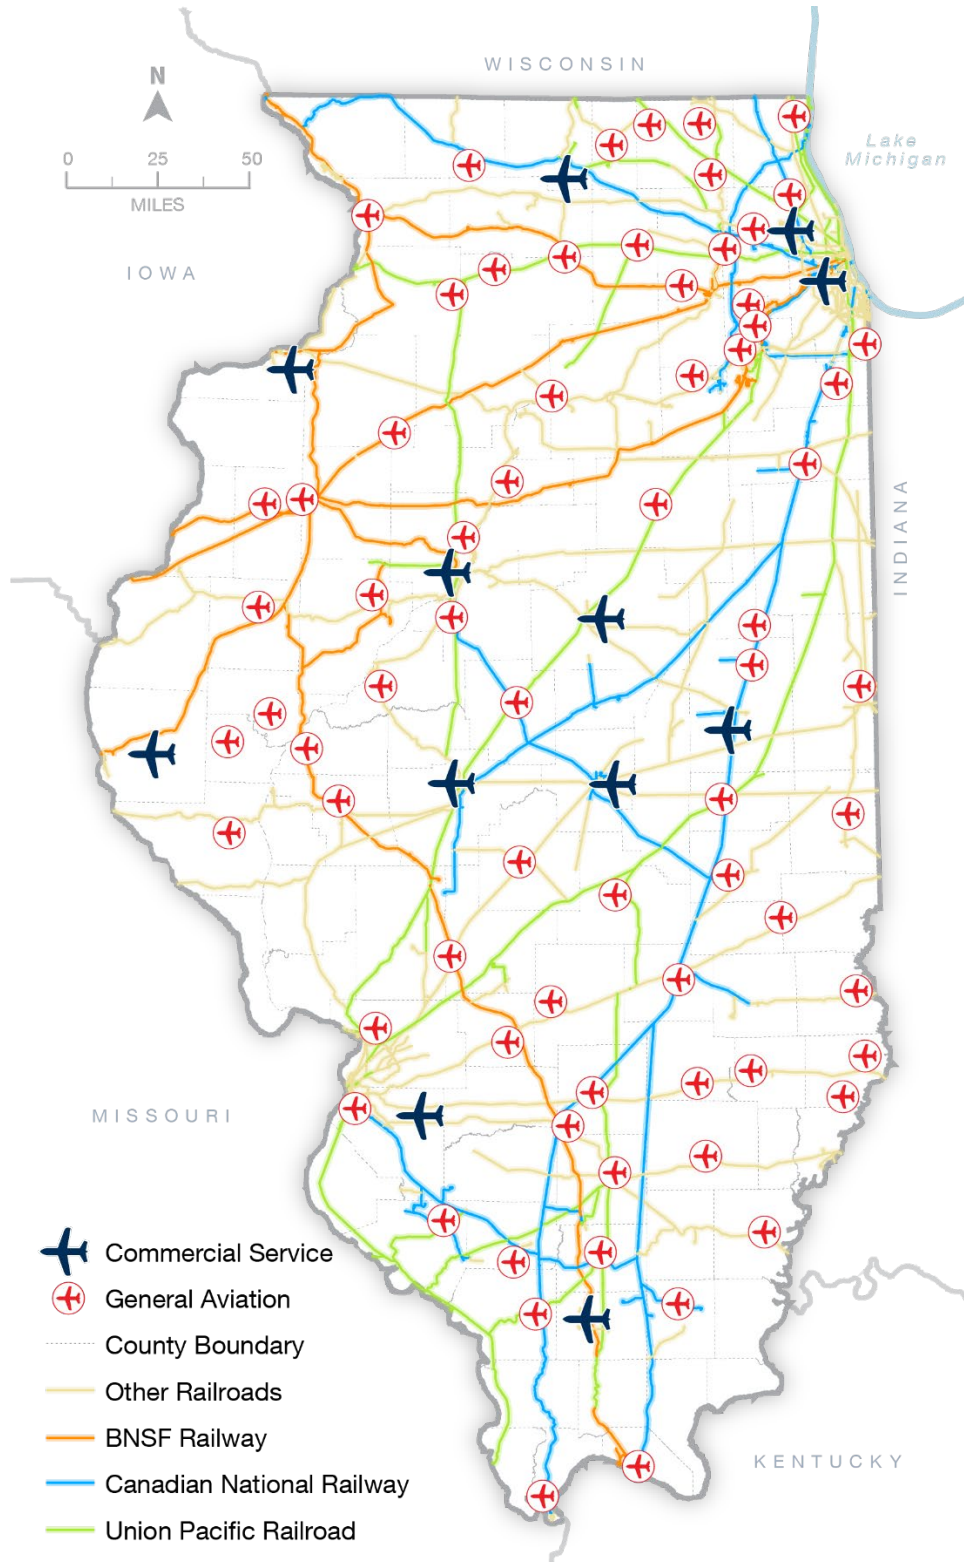 WISCONSIN
N
Lake
Michigan
0 25 50
MILES
IOWA
INDIANA
MISSOURI
Commercial Service
General Aviation
County Boundary
Other Railroads
BNSF Railway
Canadian National Railway
Union Pacific Railroad
KENTUCKY